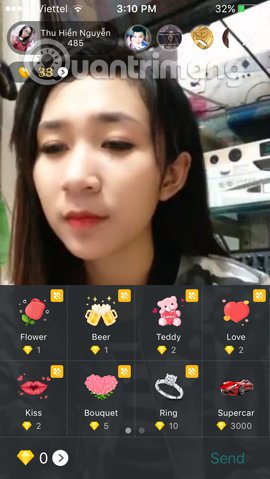 Viettel 3:10 PM 32%
Thu Hiền Nguyễn
485
33
Quantrimang
Flower Beer Teddy Love
1 1 2 2
Kiss Bouquet Ring Supercar
2 5 10 3000
0 Send